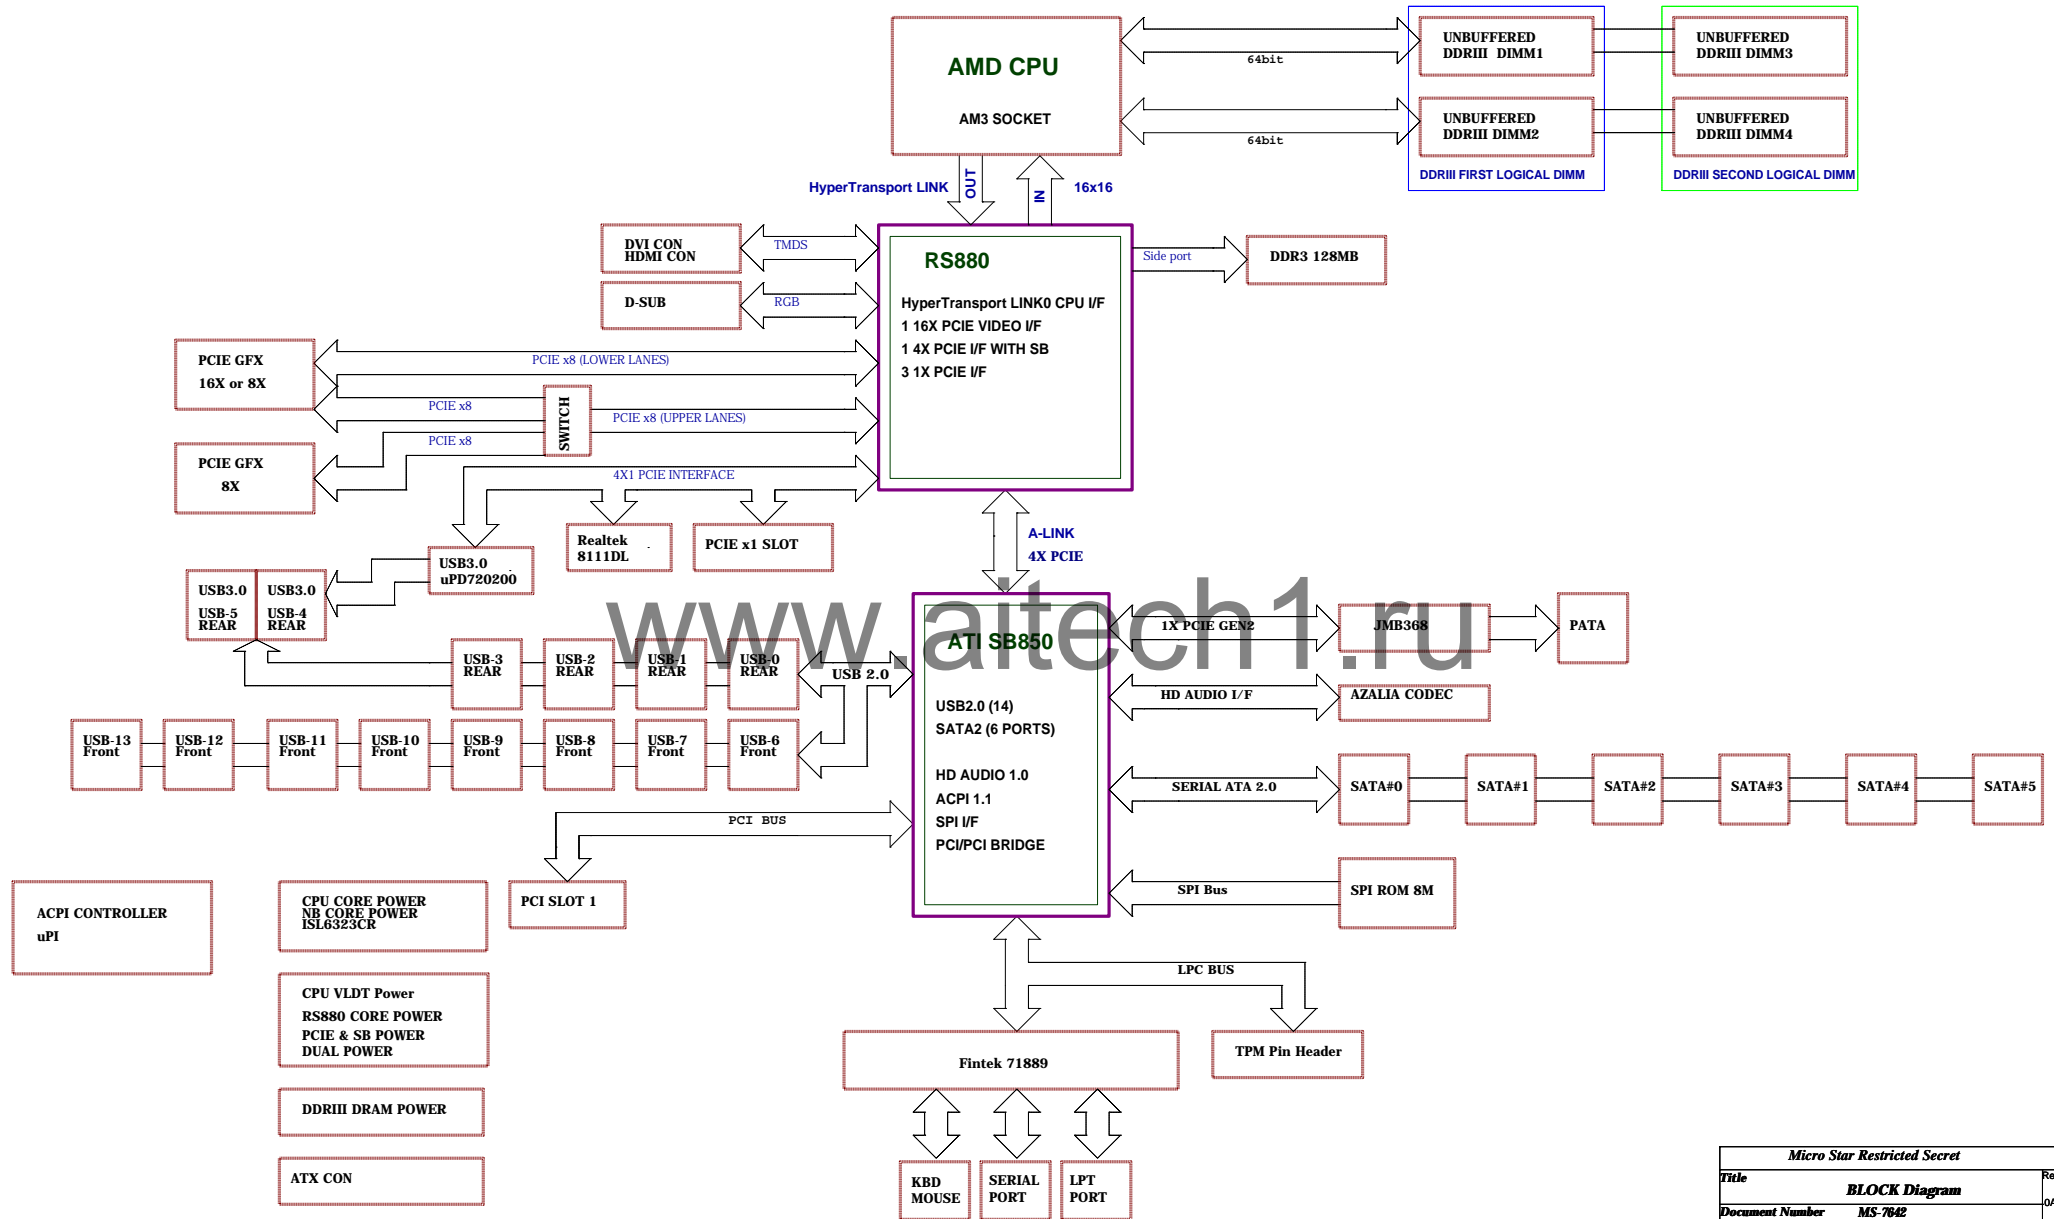 AMD CPU
AM3 SOCKET
64bit
64bit
UNBUFFERED
DDRIII DIMM1
UNBUFFERED
DDRIII DIMM3
UNBUFFERED
DDRIII DIMM2
UNBUFFERED
DDRIII DIMM4
DDRIII FIRST LOGICAL DIMM
DDRIII SECOND LOGICAL DIMM
HyperTransport LINK
OUT
IN
16x16
DVI CON
HDMI CON
TMDS
D-SUB
RGB
RS880
HyperTransport LINK0 CPU I/F
1 16X PCIE VIDEO I/F
1 4X PCIE I/F WITH SB
3 1X PCIE I/F
Side port
DDR3 128MB
PCIE GFX
16X or 8X
PCIE x8 (LOWER LANES)
PCIE x8
SWITCH
PCIE x8 (UPPER LANES)
PCIE x8
PCIE GFX
8X
4X1 PCIE INTERFACE
Realtek
8111DL
PCIE x1 SLOT
USB3.0
uPD720200
A-LINK
4X PCIE
USB3.0
USB-5
REAR
USB3.0
USB-4
REAR
www.aitech1.ru
ATI SB850
USB2.0 (14)
SATA2 (6 PORTS)
HD AUDIO 1.0
ACPI 1.1
SPI I/F
PCI/PCI BRIDGE
1X PCIE GEN2
JMB368
PATA
USB-3
REAR
USB-2
REAR
USB-1
REAR
USB-0
REAR
USB 2.0
HD AUDIO I/F
AZALIA CODEC
USB-13
Front
USB-12
Front
USB-11
Front
USB-10
Front
USB-9
Front
USB-8
Front
USB-7
Front
USB-6
Front
SERIAL ATA 2.0
SATA#0
SATA#1
SATA#2
SATA#3
SATA#4
SATA#5
PCI BUS
PCI SLOT 1
SPI Bus
SPI ROM 8M
ACPI CONTROLLER
uPI
CPU CORE POWER
NB CORE POWER
ISL6323CR
CPU VLDT Power
RS880 CORE POWER
PCIE & SB POWER
DUAL POWER
DDRIII DRAM POWER
ATX CON
LPC BUS
Fintek 71889
TPM Pin Header
KBD
MOUSE
SERIAL
PORT
LPT
PORT
Micro Star Restricted Secret
Title
BLOCK Diagram
Document Number MS-7642